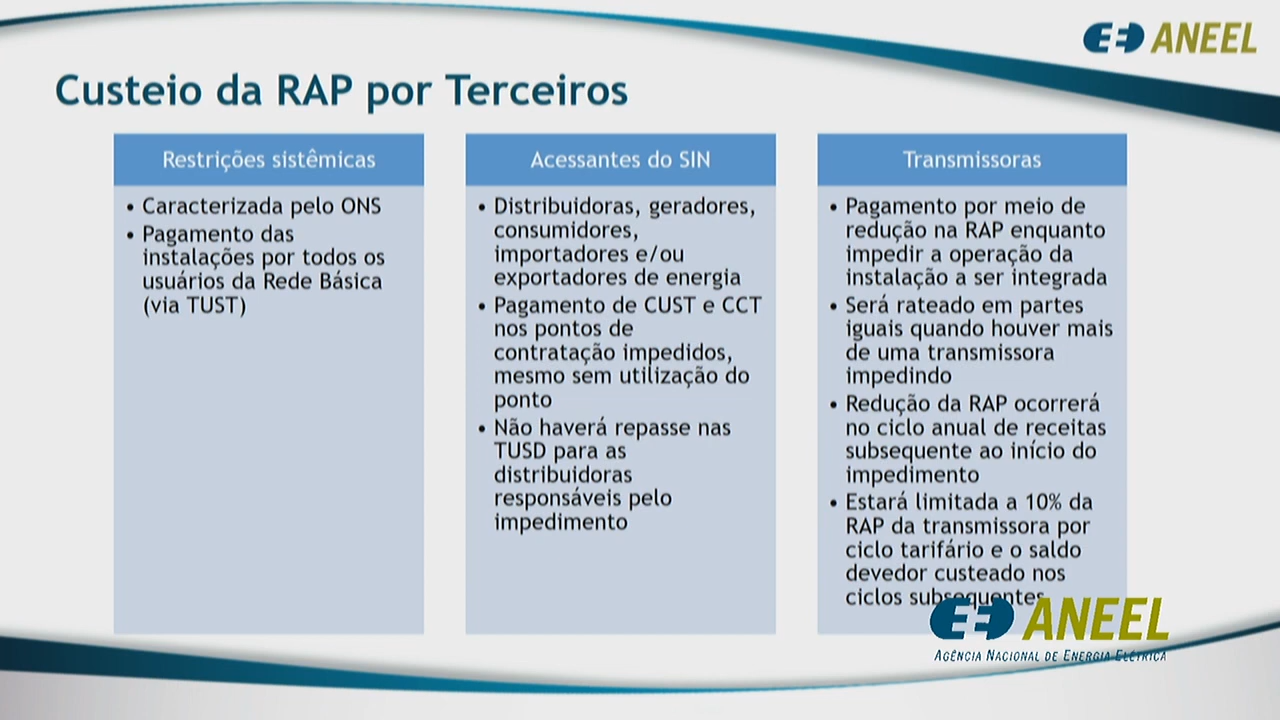 ANEEL
Custeio da RAP por Terceiros
Restrições sistêmicas
• Caracterizada pelo ONS
• Pagamento das
instalações por todos os
usuários da Rede Básica
(via TUST)
Acessantes do SIN
• Distribuidoras, geradores,
consumidores,
importadores e/ou
exportadores de energia
• Pagamento de CUST e CCT
nos pontos de
contratação impedidos,
mesmo sem utilização do
ponto
• Não haverá repasse nas
TUSD para as
distribuidoras
responsáveis pelo
impedimento
Transmissoras
• Pagamento por meio de
redução na RAP enquanto
impedir a operação da
instalação a ser integrada
• Será rateado em partes
iguais quando houver mais
de uma transmissora
impedindo
• Redução da RAP ocorrerá
no ciclo anual de receitas
subsequente ao início do
impedimento
• Estará limitada a 10% da
RAP da transmissora por
ciclo tarifário e o saldo
devedor custeado nos
ciclos subsequentes
ANEEL
AGÊNCIA NACIONAL DE ENERGIA ELÉTRICA